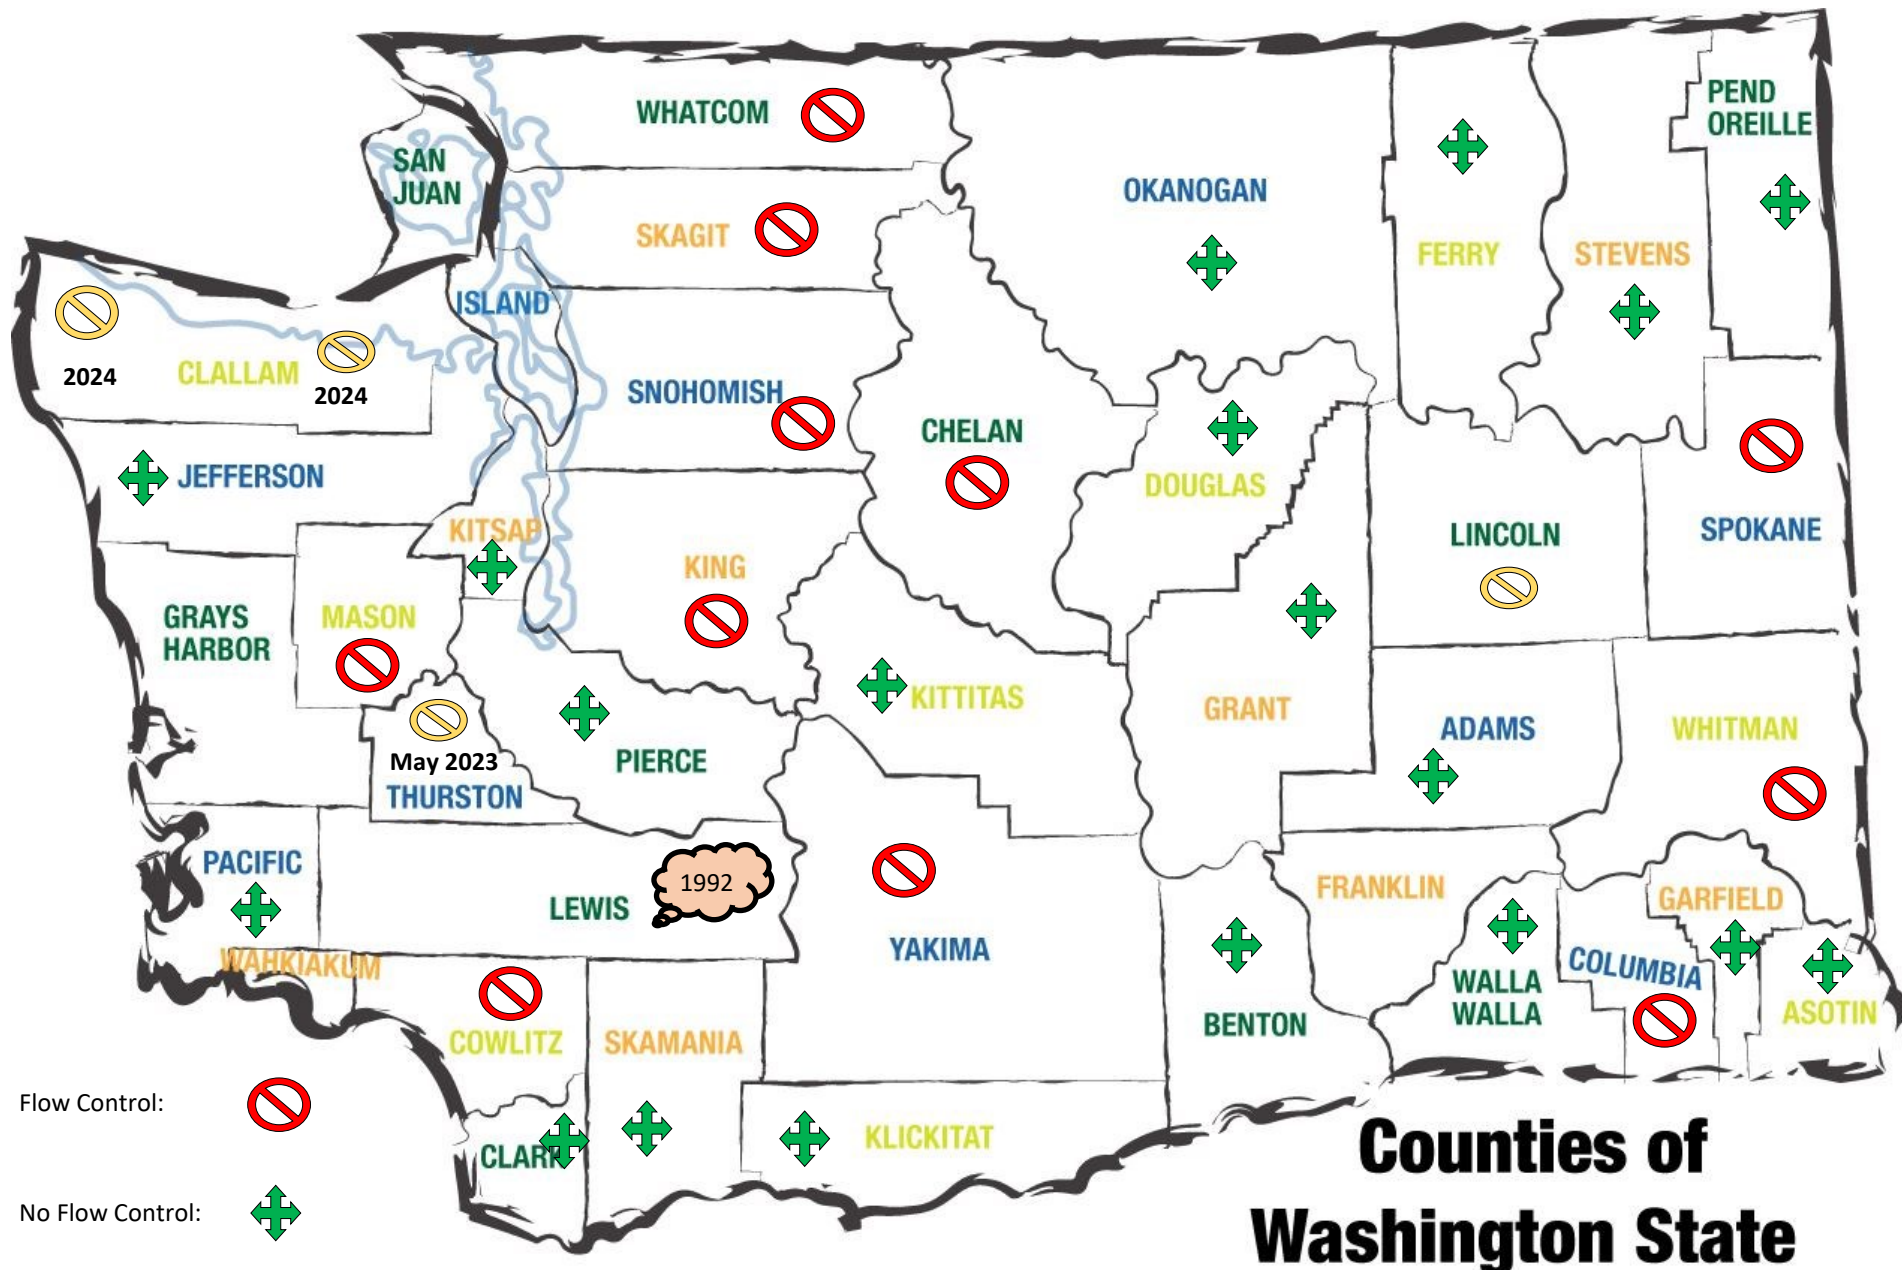 WHATCOM
PEND
OREILLE
SAN
JUAN
OKANOGAN
SKAGIT
FERRY
STEVENS
ISLAND
2024
CLALLAM
2024
SNOHOMISH
CHELAN
JEFFERSON
DOUGLAS
KITSAP
LINCOLN
SPOKANE
KING
GRAYS
HARBOR
MASON
KITTITAS
GRANT
ADAMS
WHITMAN
May 2023
THURSTON
PIERCE
PACIFIC
LEWIS
1992
FRANKLIN
GARFIELD
YAKIMA
WAHKIAKUM
COLUMBIA
WALLA
WALLA
BENTON
ASOTIN
COWLITZ
SKAMANIA
Flow Control:
CLARK
KLICKITAT
No Flow Control:
Counties of
Washington State